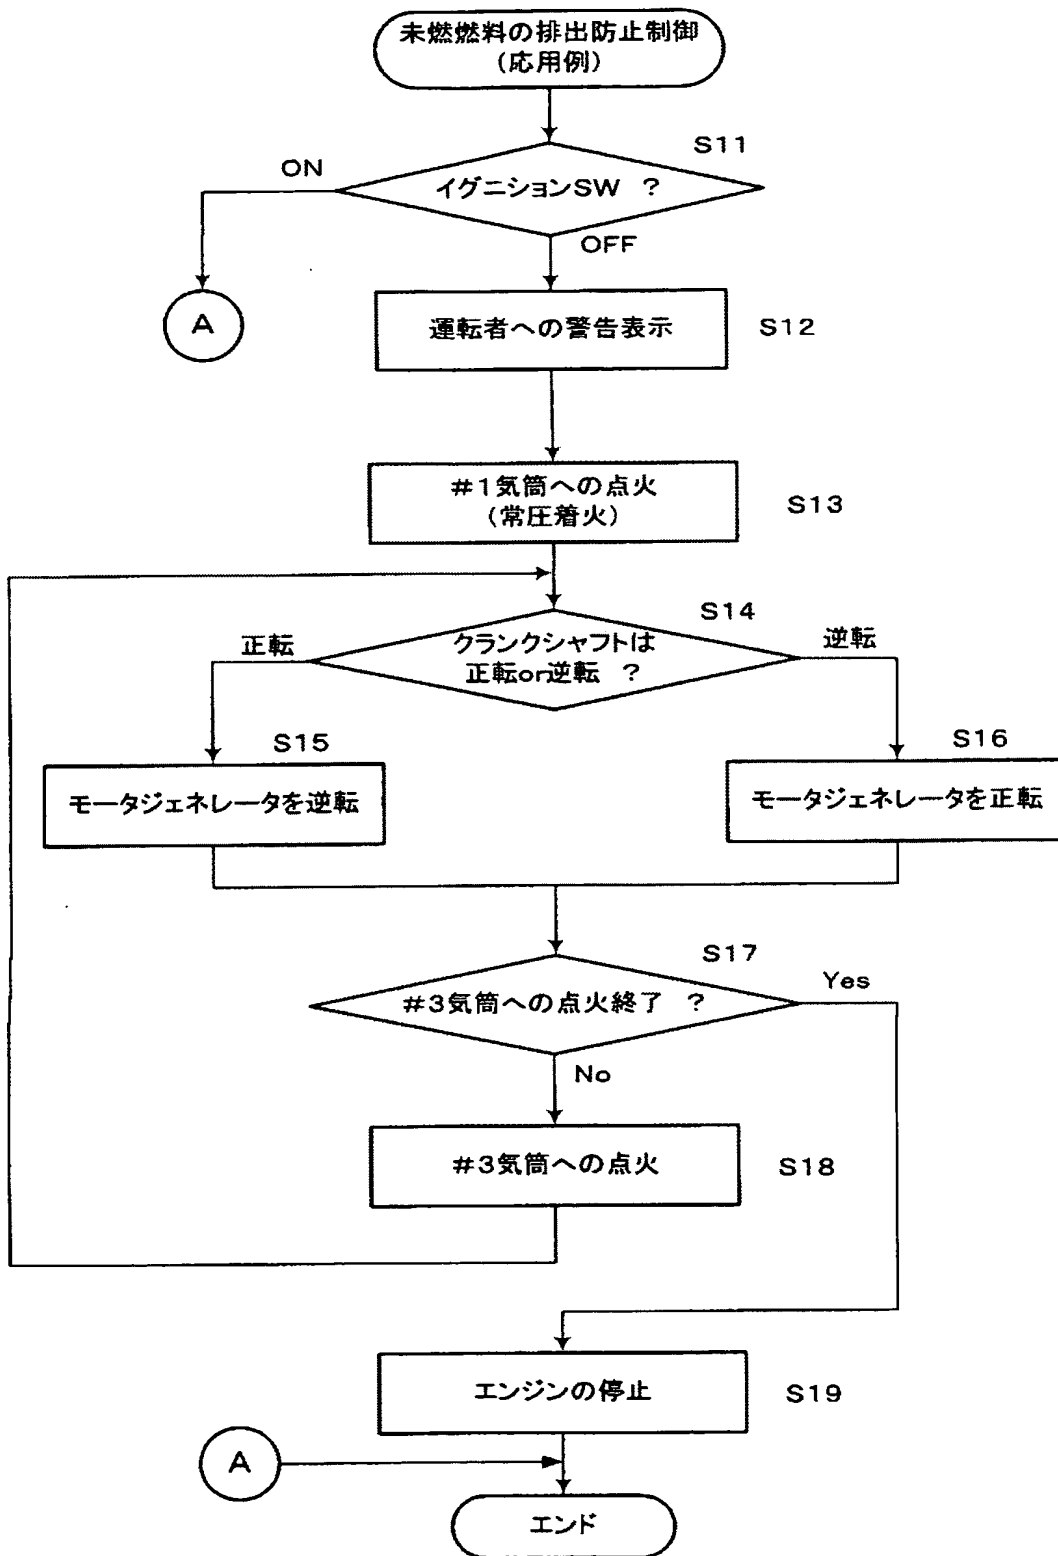 未燃燃料の排出防止制御
(応用例)
S11
ON
イグニションSW ?
OFF
A
運転者への警告表示
S12
#1気筒への点火
(常圧着火)
S13
S14
正転
クランクシャフトは
正転or逆転 ?
逆転
S15
S16
モータジェネレータを逆転
モータジェネレータを正転
S17
Yes
#3気筒への点火終了 ?
No
#3気筒への点火
S18
エンジンの停止
S19
A
エンド